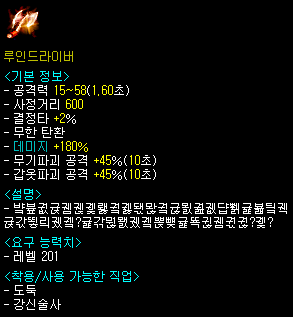 루인드라이버
<기본 정보>
- 공격력 15~58(1,60초)
- 사정거리 600
- 결정타 +2%
- 무한 탄환
- 데미지 +180%
- 무기파괴 공격 +45%(10초)
- 갑옷파괴 공격 +45%(10초)
<설명>
<요구 능력치>
- 레벨 201
<착용/사용 가능한 직업>
- 도둑
- 강신술사